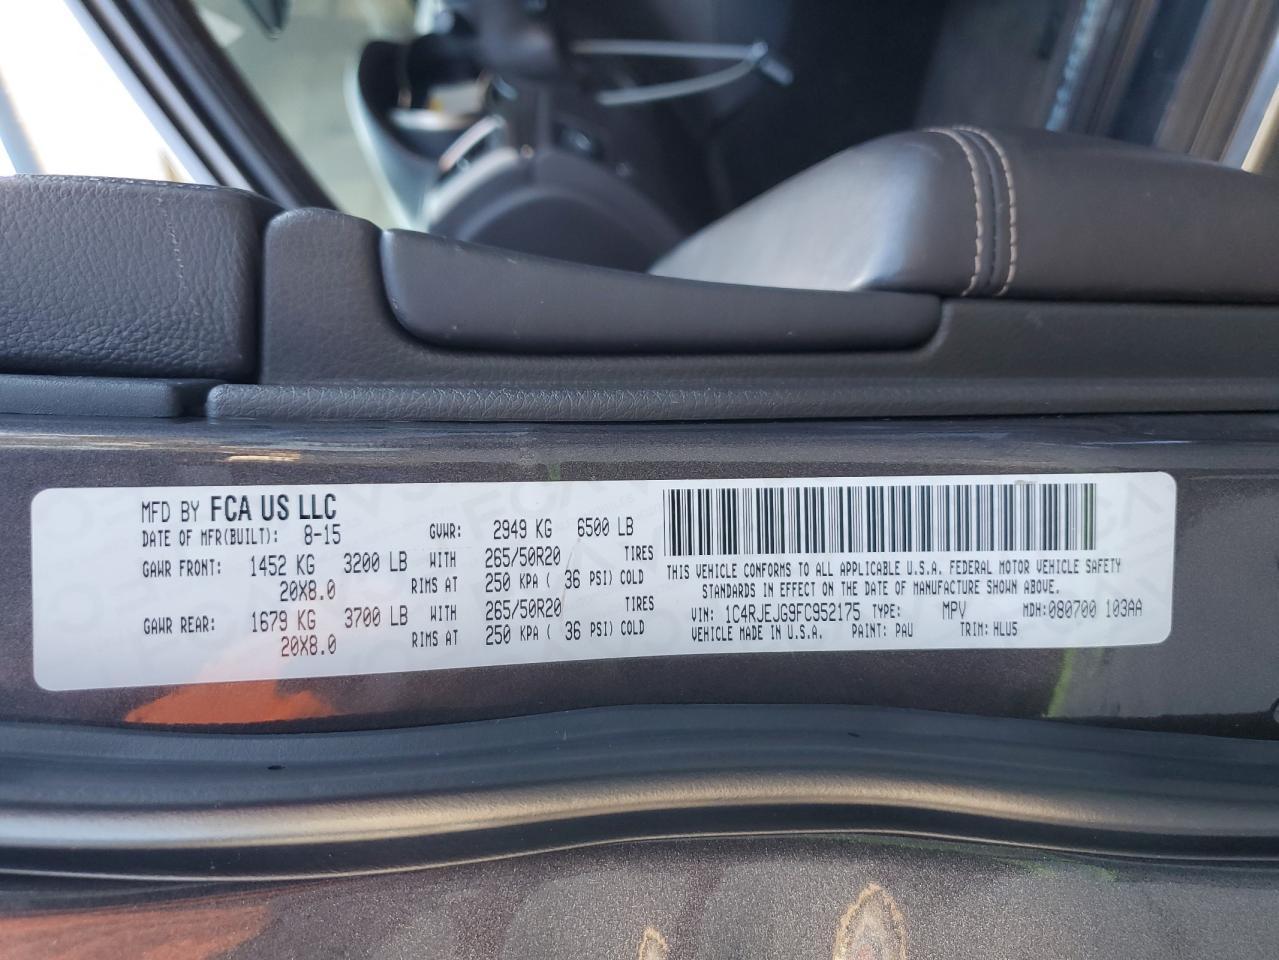 MFD BY FCA US LLC
DATE OF MFR(BUILT): 8-15 GVWR: 2949 KG 6500 LB
GAWR FRONT: 1452 KG 3200 LB WITH 265/50R20 TIRES
20X8.0 RIMS AT 250 KPA ( 36 PSI) COLD
GAWR REAR: 1679 KG 3700 LB WITH 265/50R20 TIRES
20X8.0 RIMS AT 250 KPA ( 36 PSI) COLD
THIS VEHICLE CONFORMS TO ALL APPLICABLE U.S.A. FEDERAL MOTOR VEHICLE SAFETY
STANDARDS IN EFFECT ON THE DATE OF MANUFACTURE SHOWN ABOVE.
VIN: 1C4RJEJG9FC952175 TYPE: MPV MDH:080700 103AA
VEHICLE MADE IN U.S.A. PAINT: PAU TRIM: HLU5